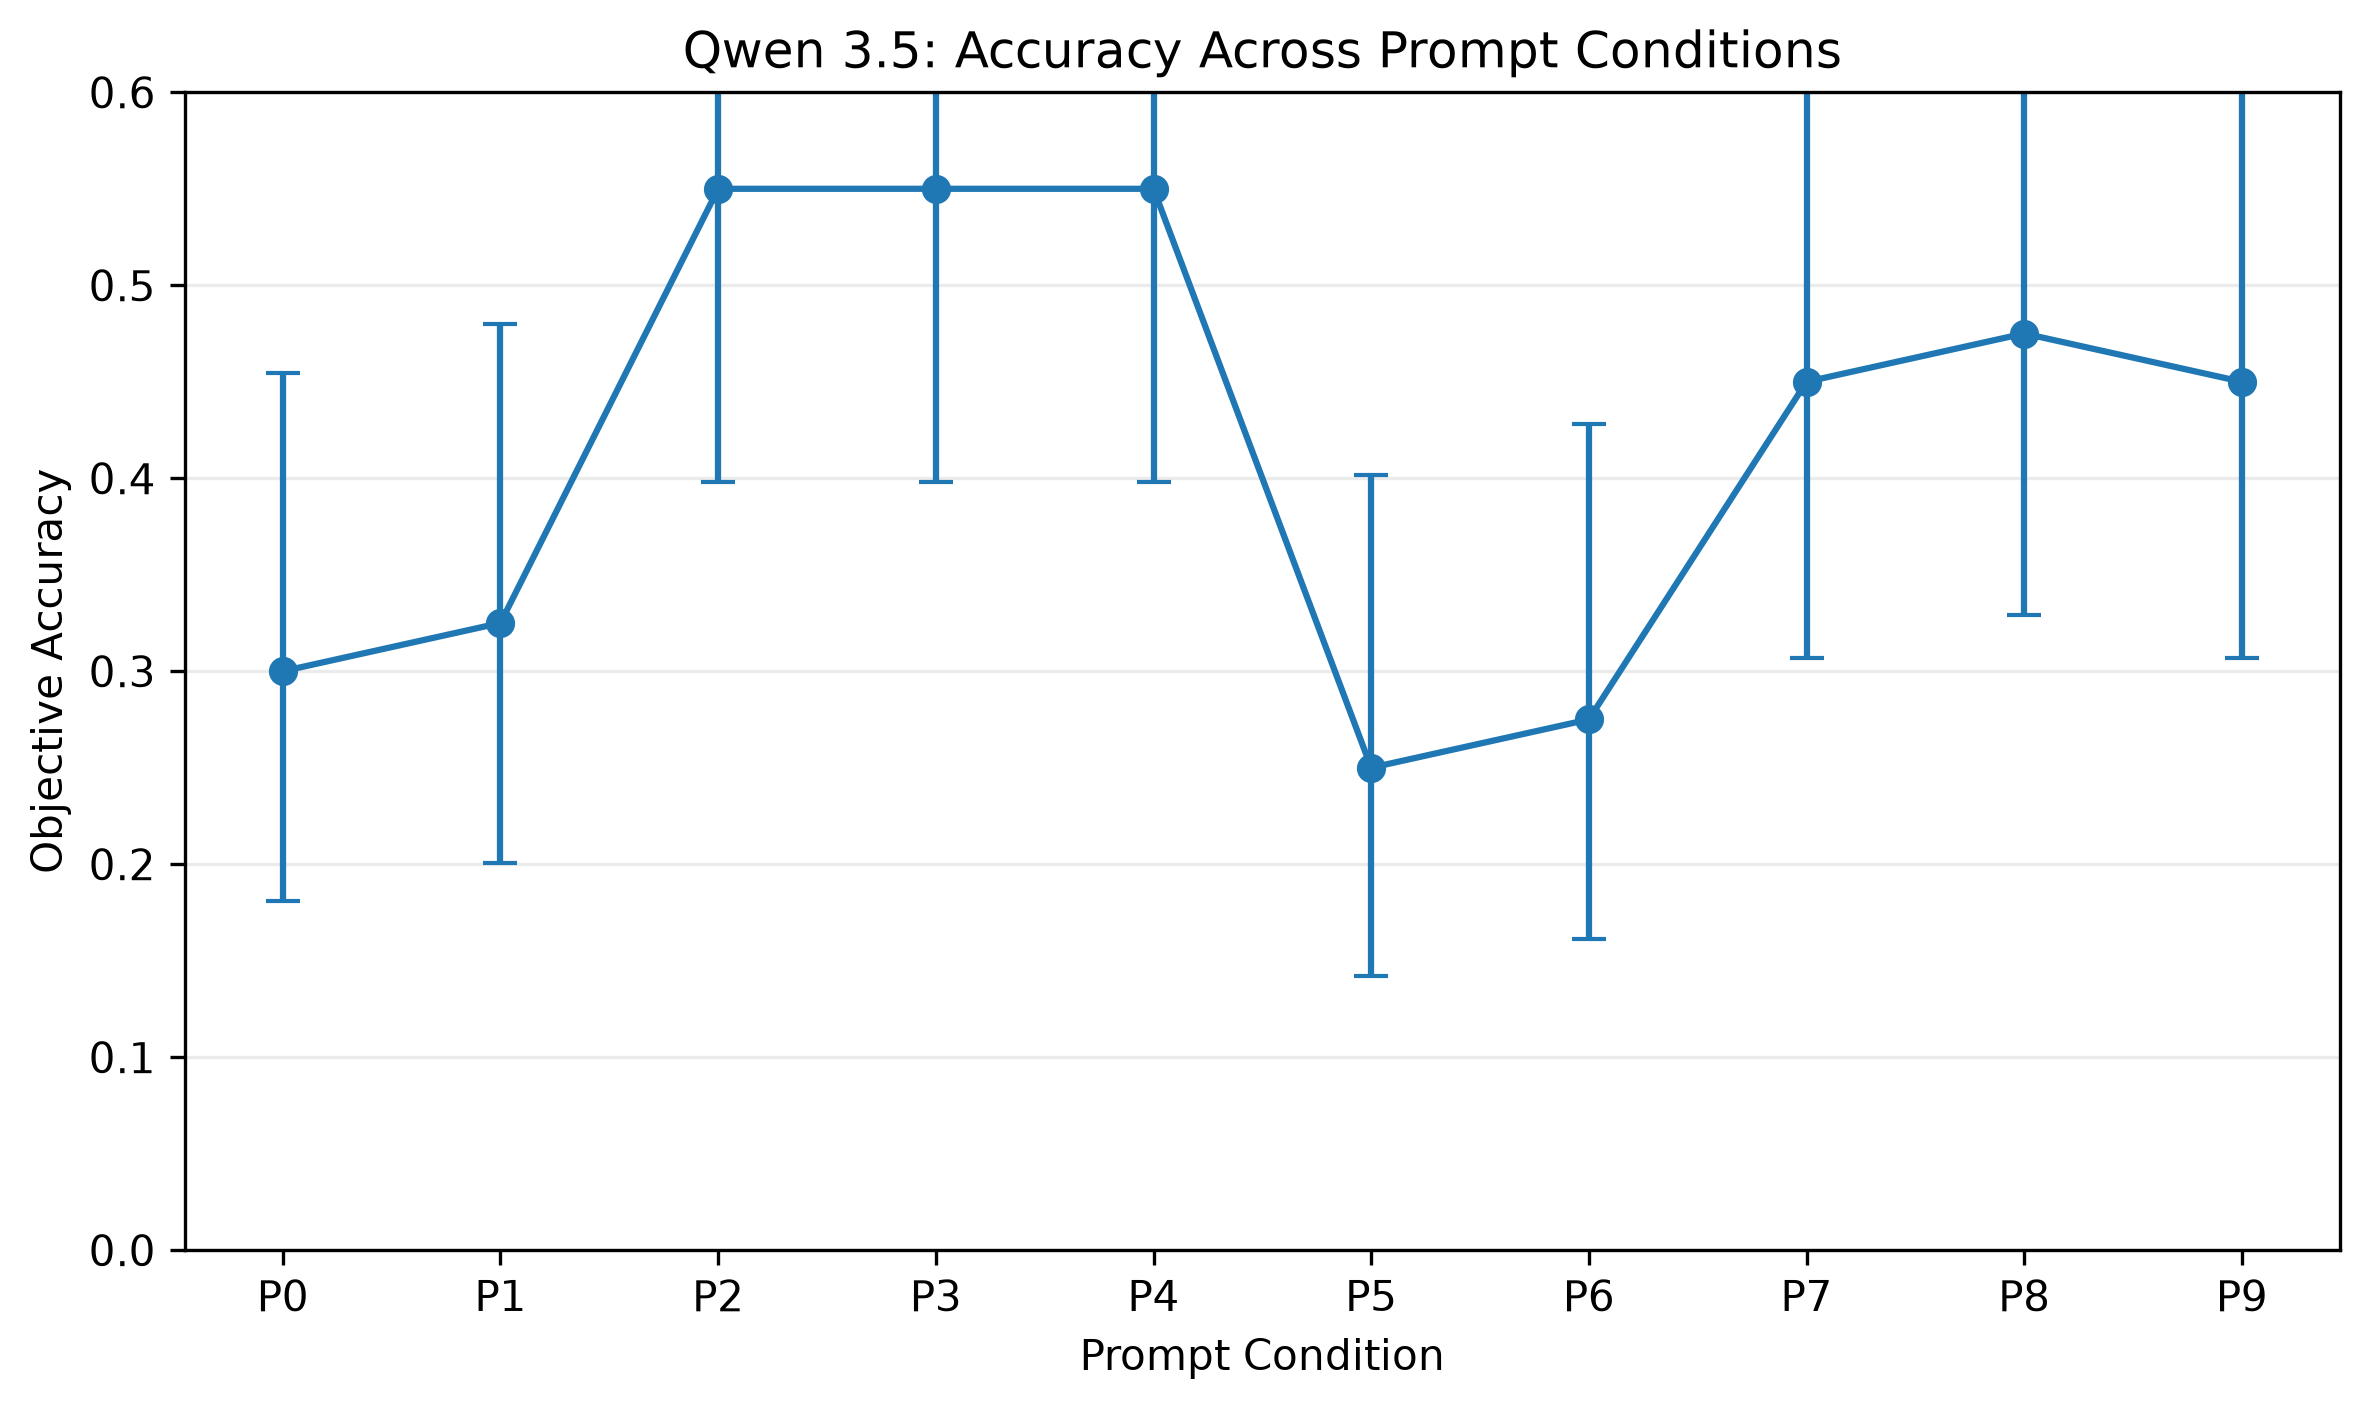 Qwen 3.5: Accuracy Across Prompt Conditions
0.6
0.5
0.4
0.3
0.2
0.1
0.0
Objective Accuracy
P0 P1 P2 P3 P4 P5 P6 P7 P8 P9
Prompt Condition